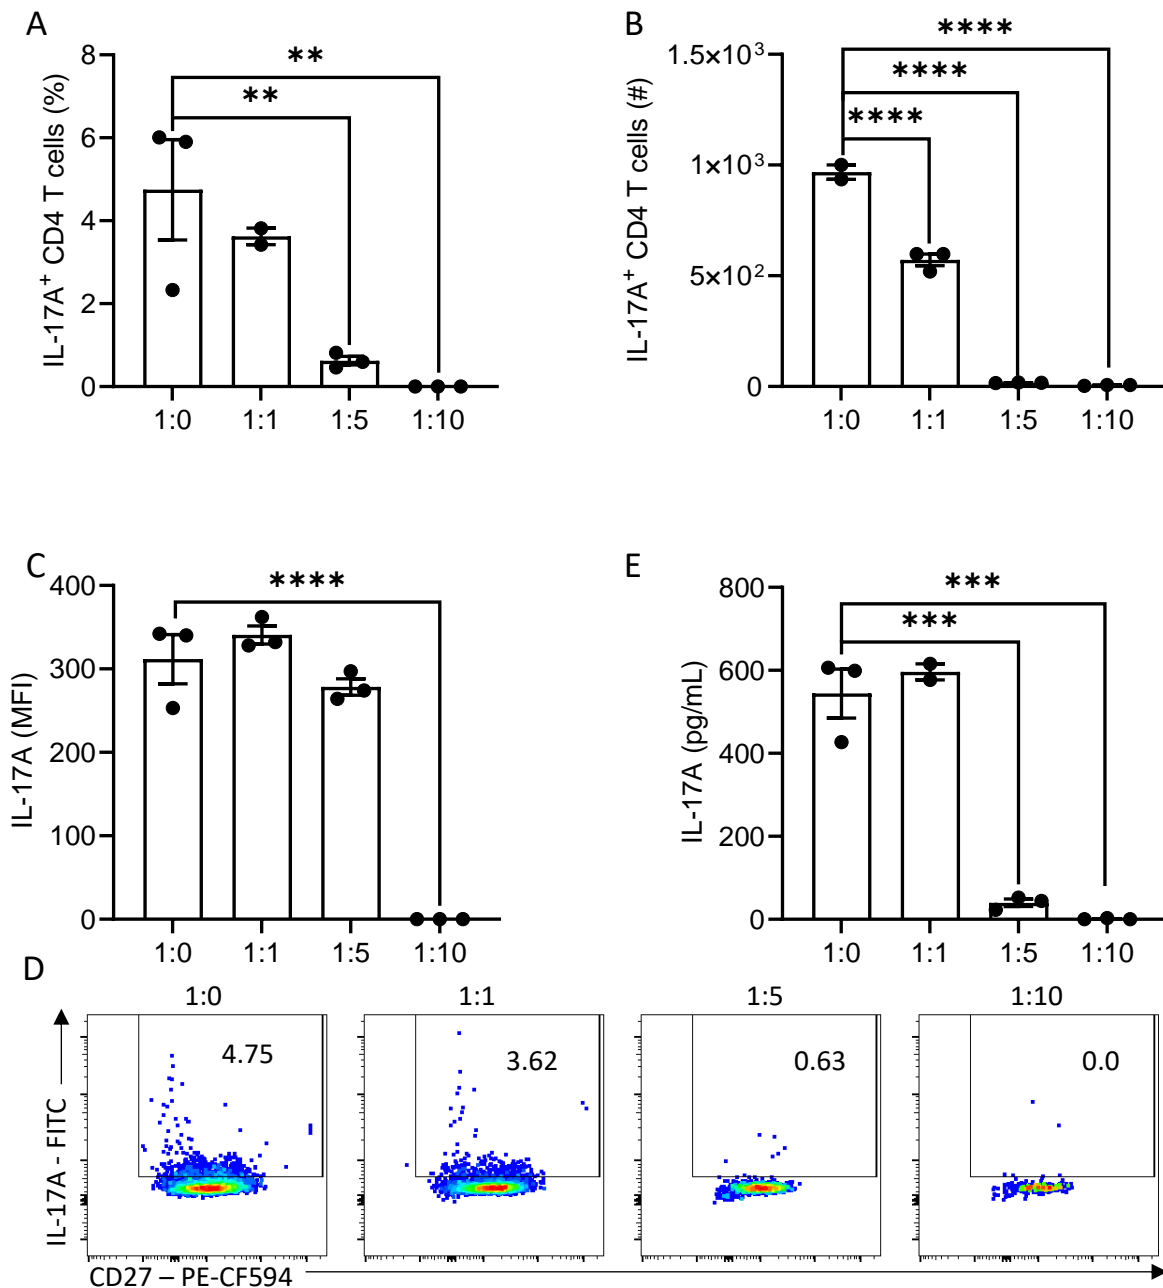 A
IL-17A⁺ CD4 T cells (%)
8
6
4
2
0
**
**
1:0 1:1 1:5 1:10
B
IL-17A⁺ CD4 T cells (#)
1.5×10³
1×10³
5×10²
0
****
****
****
1:0 1:1 1:5 1:10
C
IL-17A (MFI)
400
300
200
100
0
****
1:0 1:1 1:5 1:10
E
IL-17A (pg/mL)
800
600
400
200
0
***
***
1:0 1:1 1:5 1:10
D
1:0 1:1 1:5 1:10
4.75 3.62 0.63 0.0
IL-17A - FITC
CD27 – PE-CF594